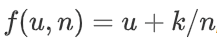 f(u, n) = u + k/n